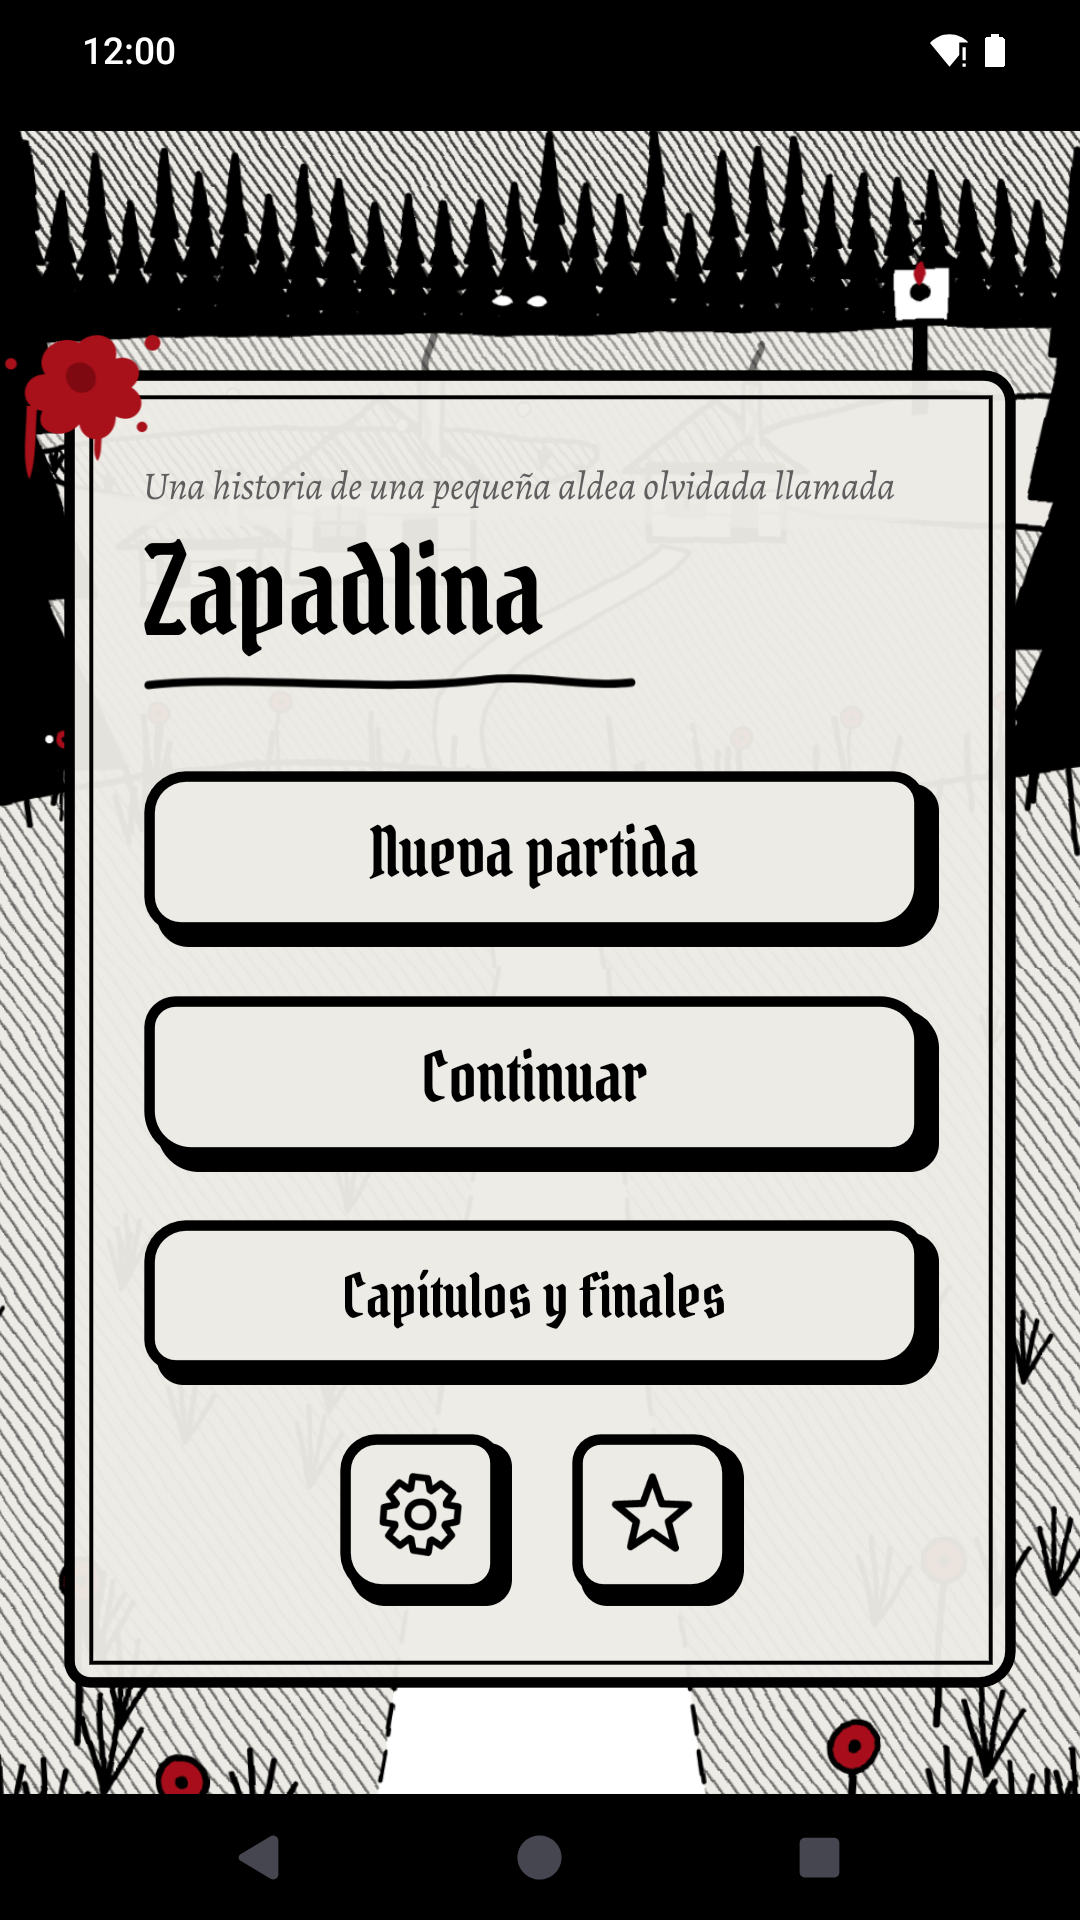 12:00
Una historia de una pequeña aldea olvidada llamada
Zapadlina
Nueva partida
Continuar
Capítulos y finales